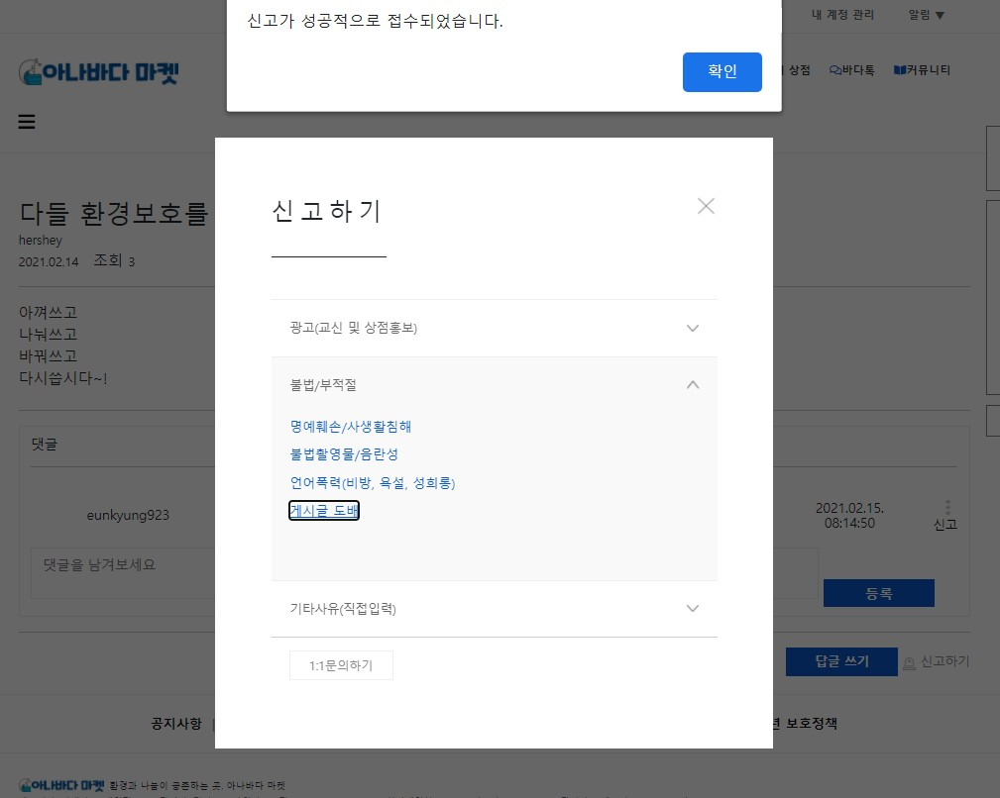 신고가 성공적으로 접수되었습니다.
확인
내 계정 관리
알림 ▼
아나바다 마켓
상점
바다톡
커뮤니티
다들 환경보호를
hershey
2021.02.14 조회 3
아껴쓰고
나눠쓰고
바꿔쓰고
다시씁시다~!
댓글
eunkyung923
2021.02.15.
08:14:50
신고
댓글을 남겨보세요
등록
답글 쓰기
신고하기
신고하기
광고(교신 및 상점홍보)
불법/부적절
명예훼손/사생활침해
불법촬영물/음란성
언어폭력(비방, 욕설, 성희롱)
게시글 도배
기타사유(직접입력)
1:1문의하기
공지사항 |
보호정책
아나바다 마켓 환경과 나눔이 공존하는 곳, 아나바다 마켓